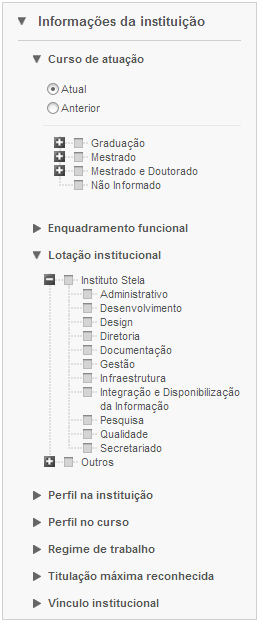 Informações da instituição
Curso de atuação
Atual
Anterior
Graduação
Mestrado
Mestrado e Doutorado
Não Informado
Enquadramento funcional
Lotação institucional
Instituto Stela
Administrativo
Desenvolvimento
Design
Diretoria
Documentação
Gestão
Infraestrutura
Integração e Disponibilização
da Informação
Pesquisa
Qualidade
Secretariado
Outros
Perfil na instituição
Perfil no curso
Regime de trabalho
Titulação máxima reconhecida
Vínculo institucional